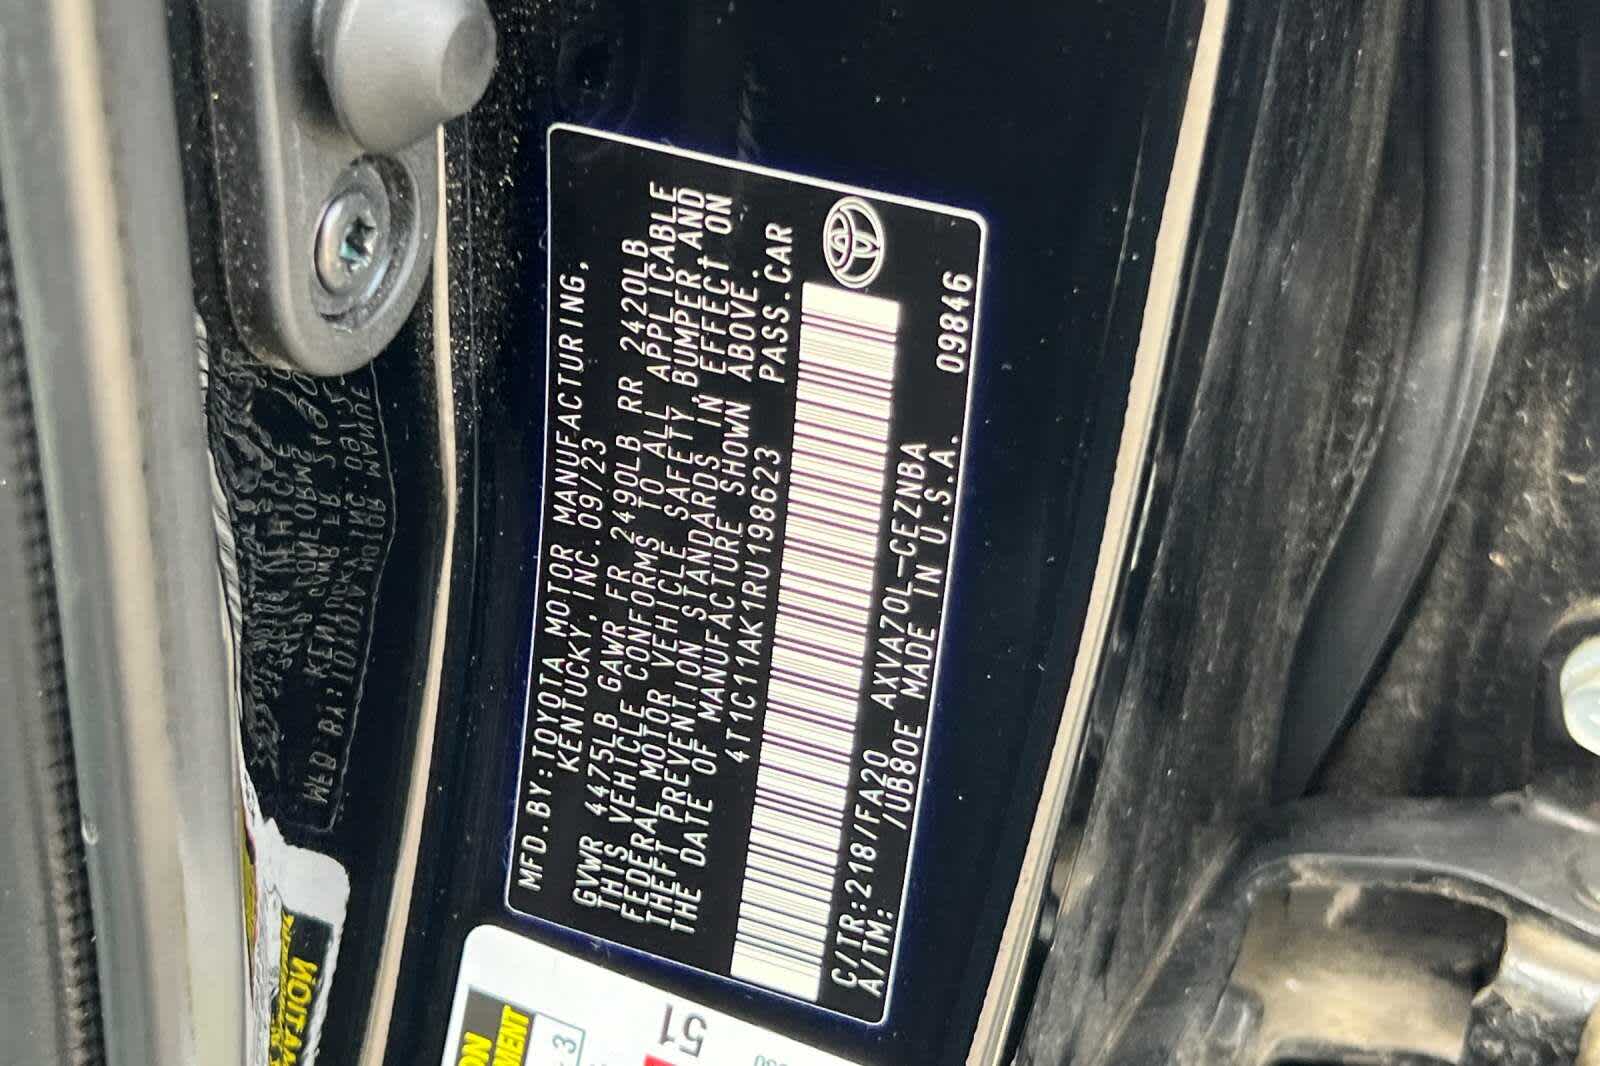 MFD.BY:TOYOTA MOTOR MANUFACTURING,
KENTUCKY,INC.09/23
GVWR 4475LB GAWR FR 2490LB RR 2420LB
THIS VEHICLE CONFORMS TO ALL APPLICABLE
FEDERAL MOTOR VEHICLE SAFETY,BUMPER AND
THEFT PREVENTION STANDARDS IN EFFECT ON
THE DATE OF MANUFACTURE SHOWN ABOVE.
4T1C11AK1RU198623 PASS.CAR
C/TR:218/FA20 AXVA70L-CEZNBA 09846
A/TM: /UB80E MADE IN U.S.A.
51